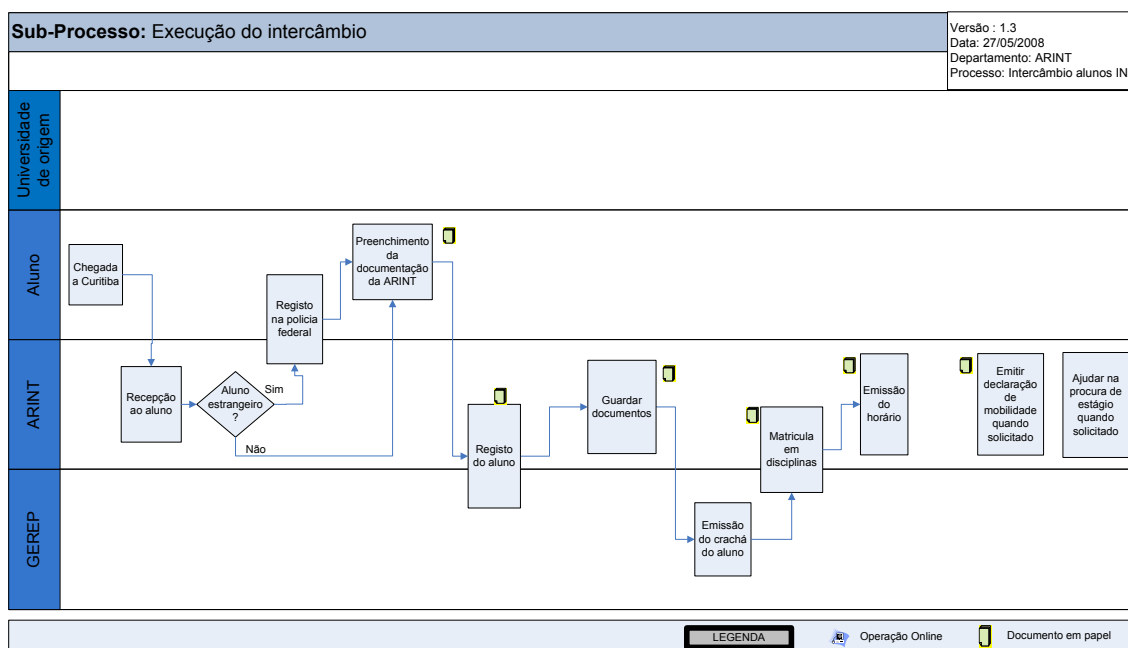 Sub-Processo: Execução do intercâmbio
Versão : 1.3
Data: 27/05/2008
Departamento: ARINT
Processo: Intercâmbio alunos IN
Universidade
de origem
Aluno
Chegada
a Curitiba
Registo
na policia
federal
Preenchimento
da
documentação
da ARINT
ARINT
Recepção
ao aluno
Aluno
estrangeiro
?
Sim
Não
Registo
do aluno
Guardar
documentos
Matricula
em
disciplinas
Emissão
do
horário
Emitir
declaração
de
mobilidade
quando
solicitado
Ajudar na
procura de
estágio
quando
solicitado
GEREP
Emissão
do crachá
do aluno
LEGENDA
Operação Online
Documento em papel